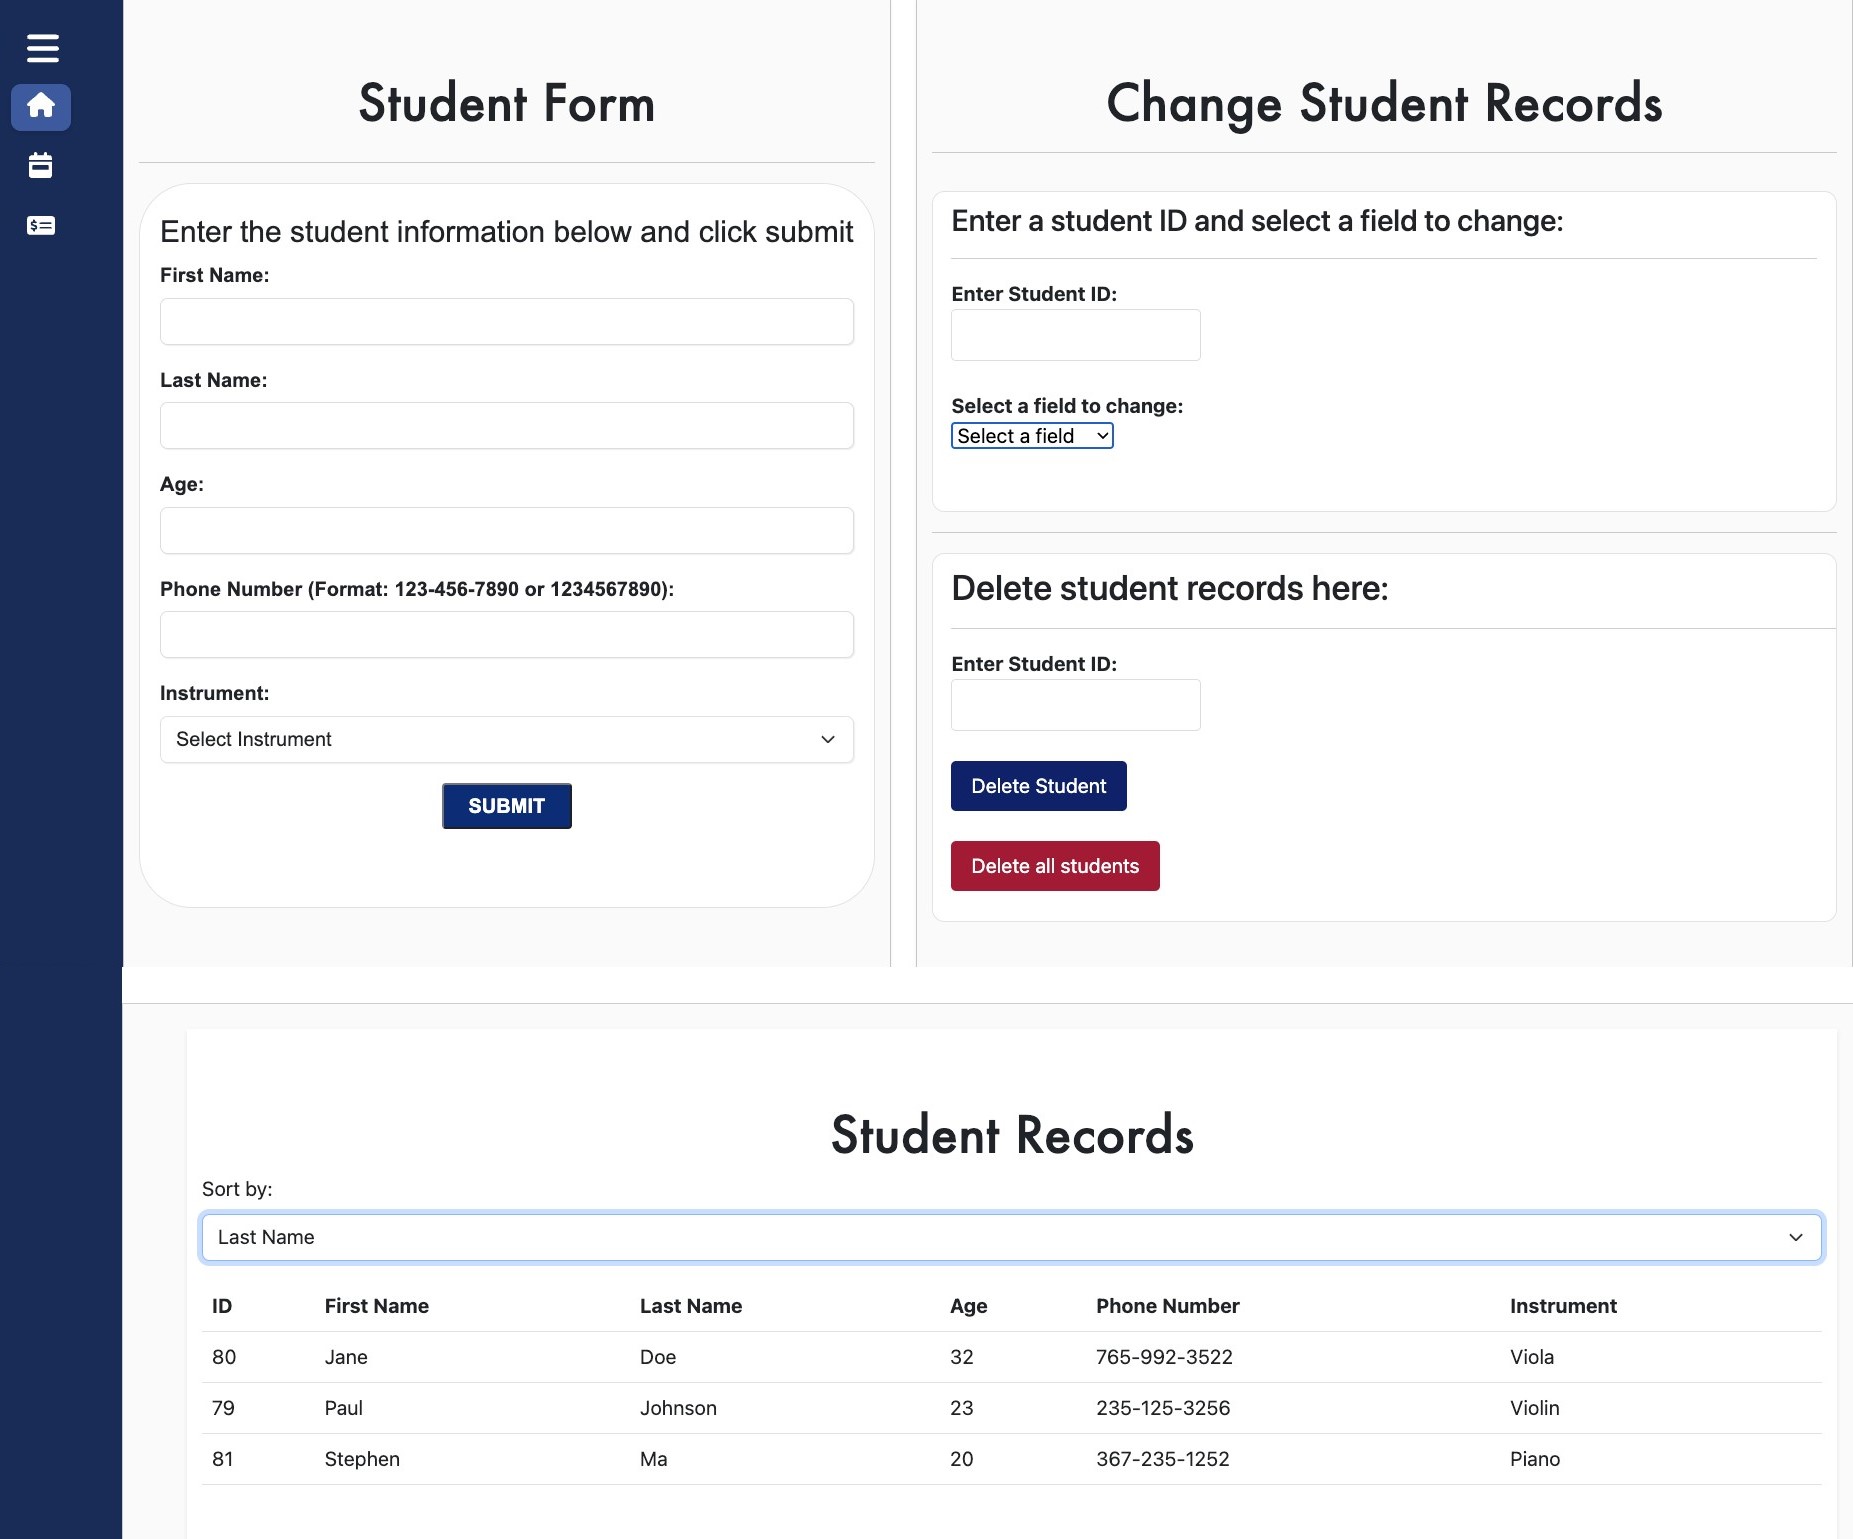 Student Form
Enter the student information below and click submit
First Name:
Last Name:
Age:
Phone Number (Format: 123-456-7890 or 1234567890):
Instrument:
Select Instrument
SUBMIT
Change Student Records
Enter a student ID and select a field to change:
Enter Student ID:
Select a field to change:
Select a field
Delete student records here:
Enter Student ID:
Delete Student
Delete all students
Student Records
Sort by:
Last Name
ID First Name Last Name Age Phone Number Instrument
80 Jane Doe 32 765-992-3522 Viola
79 Paul Johnson 23 235-125-3256 Violin
81 Stephen Ma 20 367-235-1252 Piano